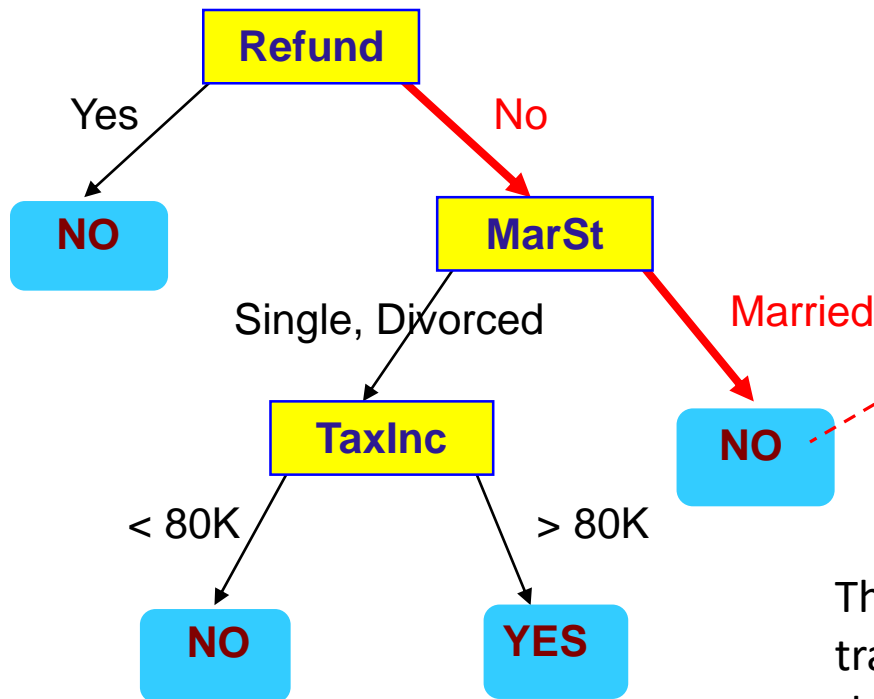 Refund
Yes
No
NO
MarSt
Single, Divorced
Married
TaxInc
NO
< 80K
> 80K
NO
YES